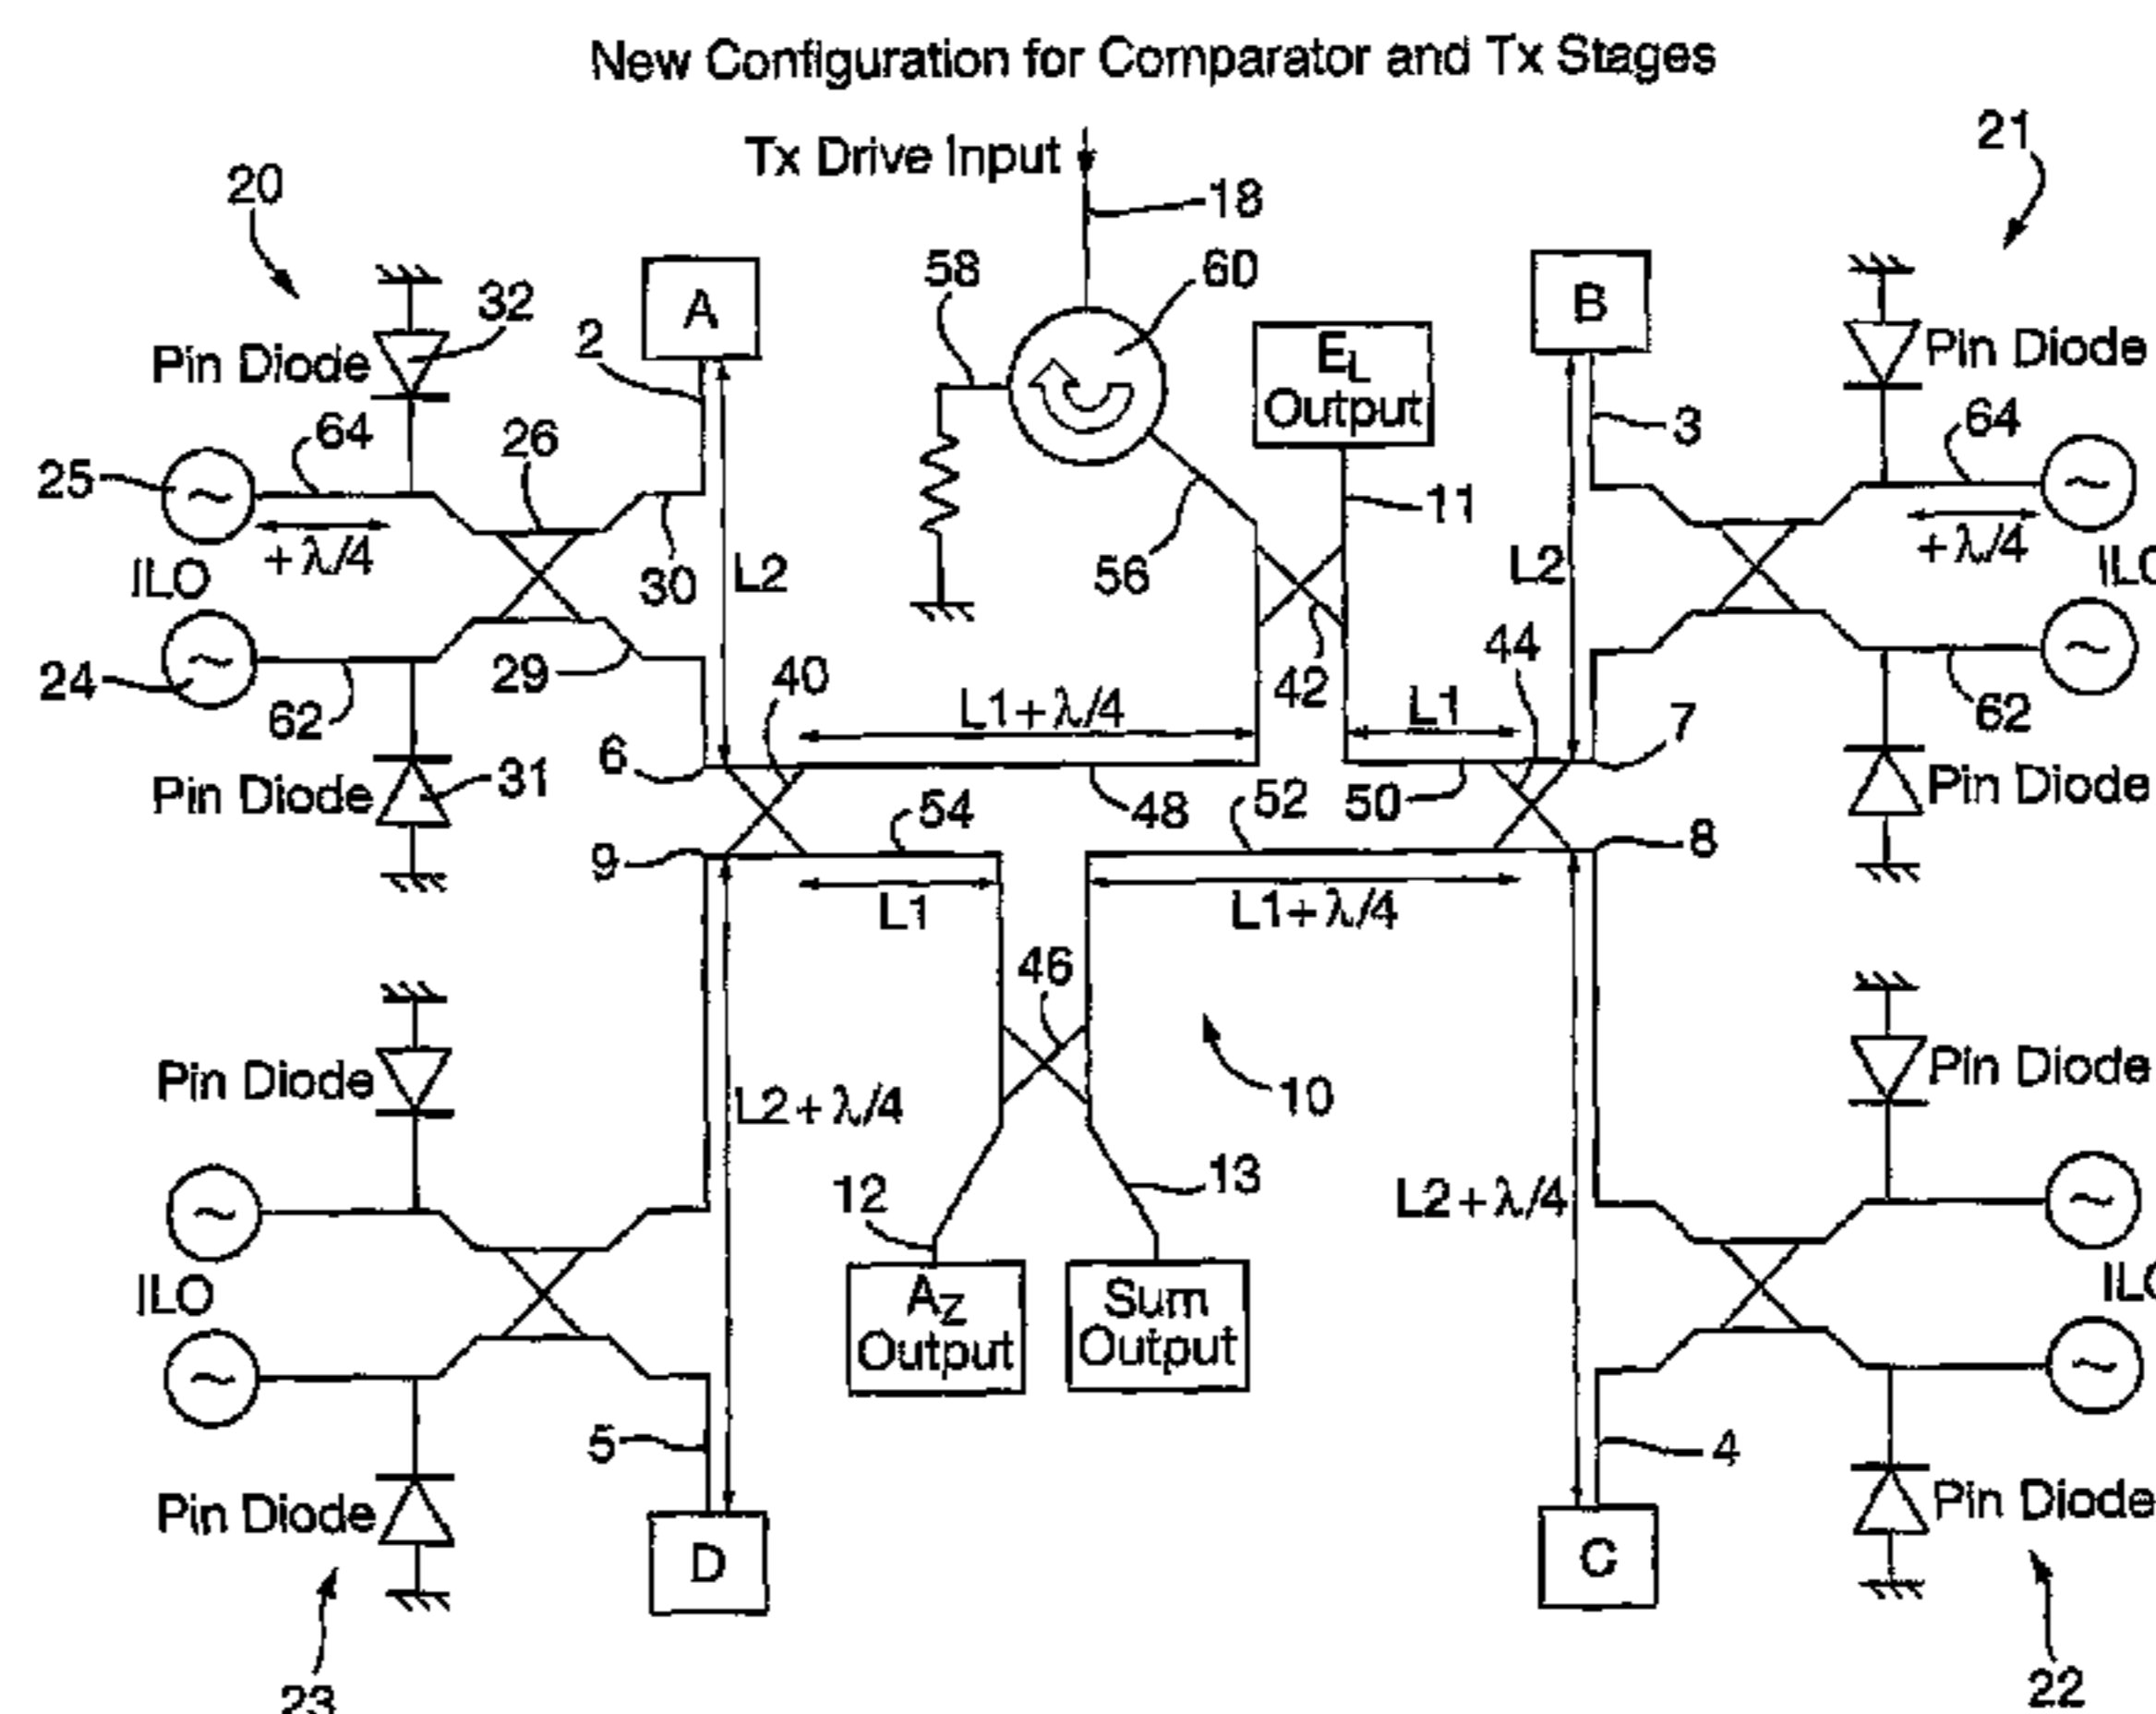 New Configuration for Comparator and Tx Stages
Tx Drive Input
18
20
21
58
60
A
B
32
2
Pin Diode
E_L
Output
Pin Diode
3
64
26
25
64
11
+λ/4
ILO
30
L2
56
L2
+λ/4
24
62
29
40
42
44
62
L1+λ/4
L1
7
6
Pin Diode
31
54
48
52
50
Pin Diode
9
8
L1
L1+λ/4
46
10
Pin Diode
Pin Diode
L2+λ/4
12
13
L2+λ/4
ILO
A_Z
Output
Sum
Output
5
4
Pin Diode
Pin Diode
D
C
23
22